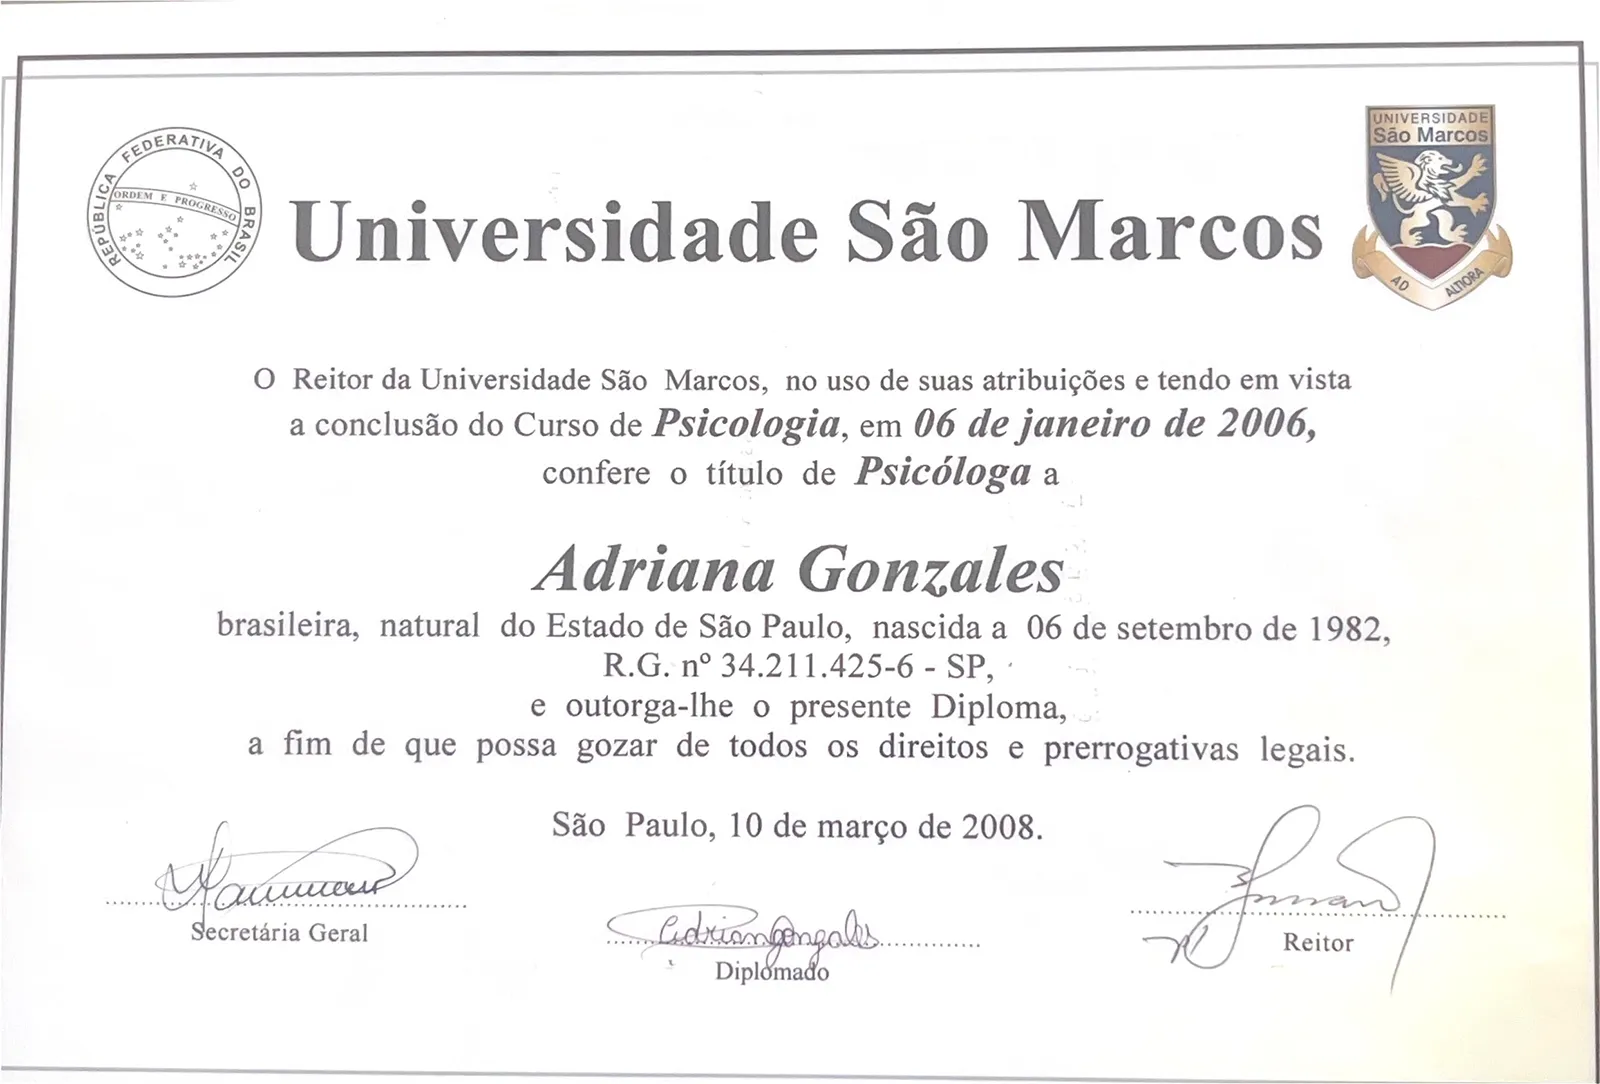 REPÚBLICA FEDERATIVA DO BRASIL
ORDEM E PROGRESSO
UNIVERSIDADE
São Marcos
AD ALTIORA
Universidade São Marcos
O Reitor da Universidade São Marcos, no uso de suas atribuições e tendo em vista
a conclusão do Curso de Psicologia, em 06 de janeiro de 2006,
confere o título de Psicóloga a
Adriana Gonzales
brasileira, natural do Estado de São Paulo, nascida a 06 de setembro de 1982,
R.G. nº 34.211.425-6 - SP,
e outorga-lhe o presente Diploma,
a fim de que possa gozar de todos os direitos e prerrogativas legais.
São Paulo, 10 de março de 2008.
Secretária Geral
Diplomado
Reitor